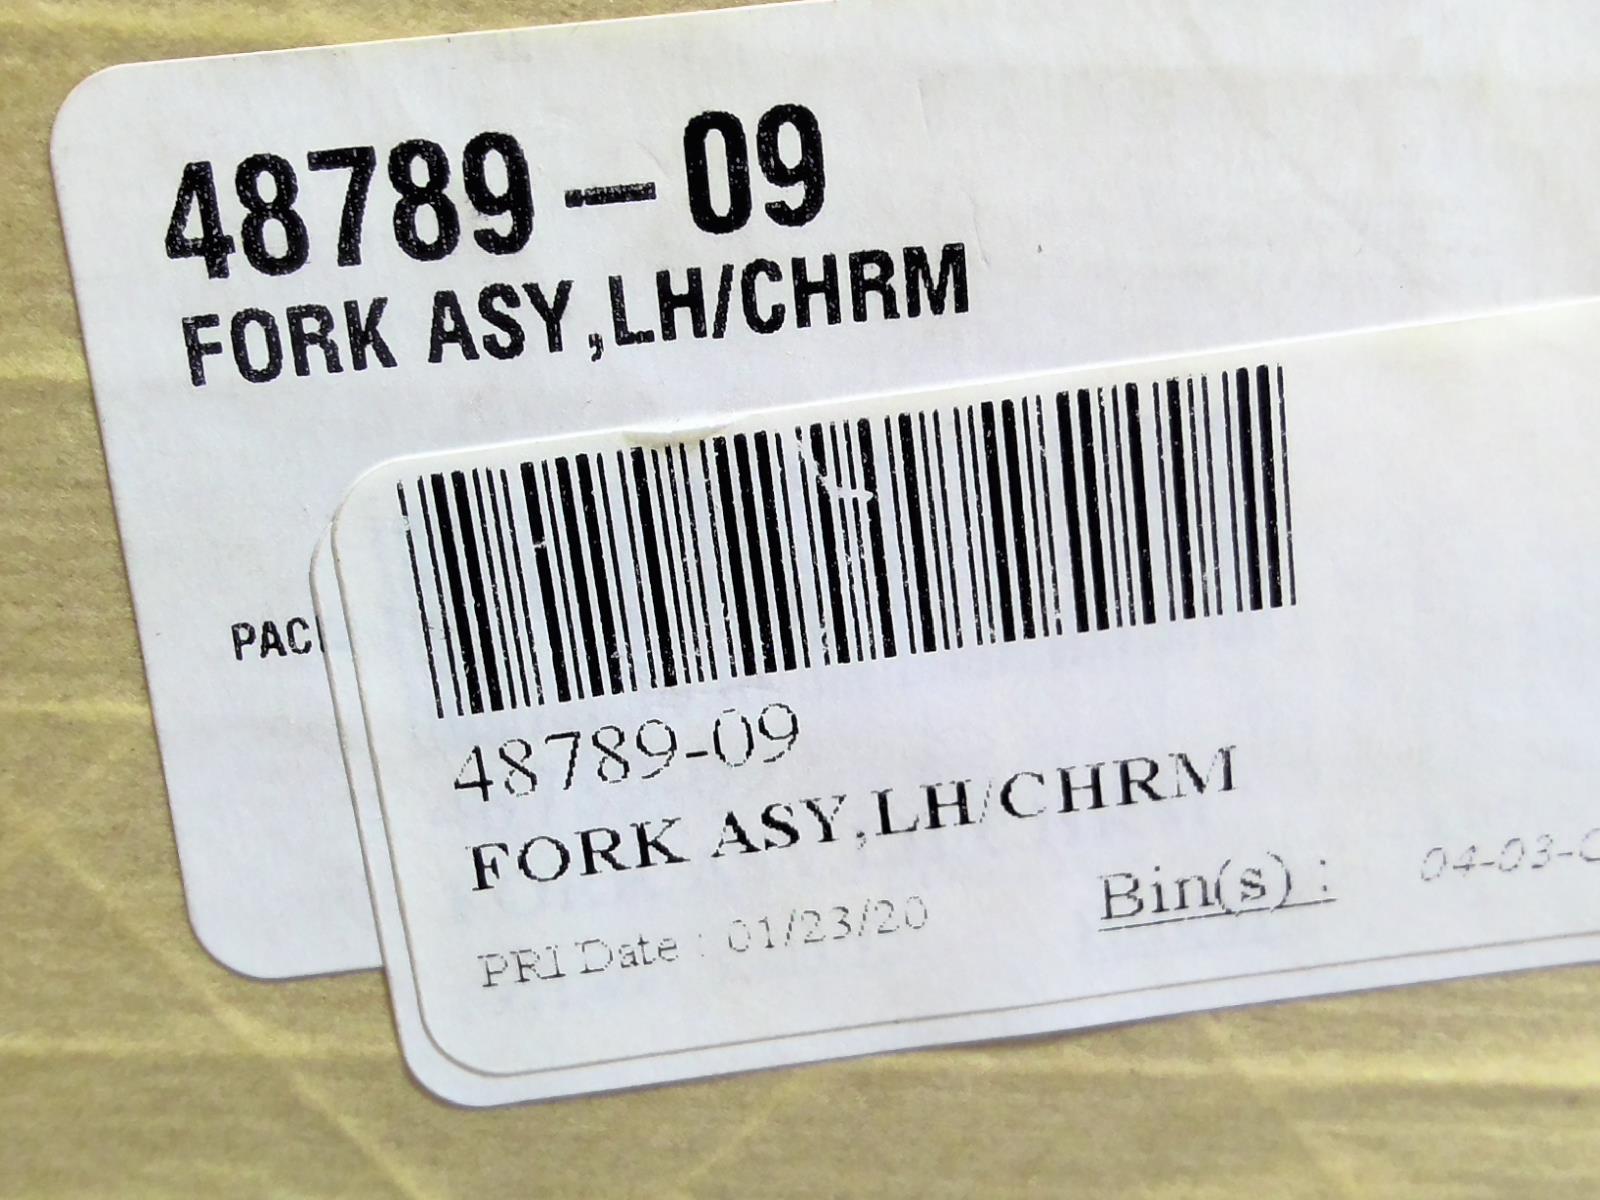 48789-09
FORK ASY,LH/CHRM
48789-09
FORK ASY,LH/CHRM
PRI Date : 01/23/20
Bin(s) :